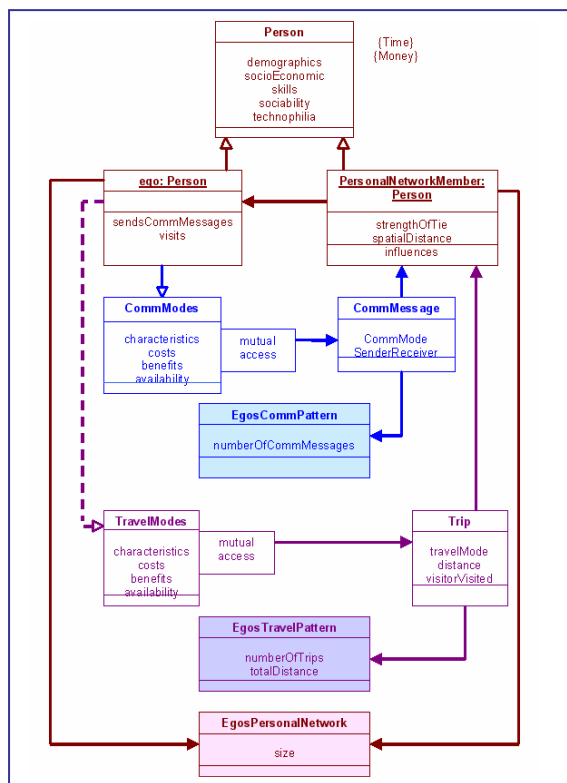 Person
{Time}
{Money}
demographics
socioEconomic
skills
sociability
technophilia
ego: Person
sendsCommMessages
visits
PersonalNetworkMember:
Person
strengthOfTie
spatialDistance
influences
CommModes
characteristics
costs
benefits
availability
mutual
access
CommMessage
CommMode
SenderReceiver
EgosCommPattern
numberOfCommMessages
TravelModes
characteristics
costs
benefits
availability
mutual
access
Trip
travelMode
distance
visitorVisited
EgosTravelPattern
numberOfTrips
totalDistance
EgosPersonalNetwork
size